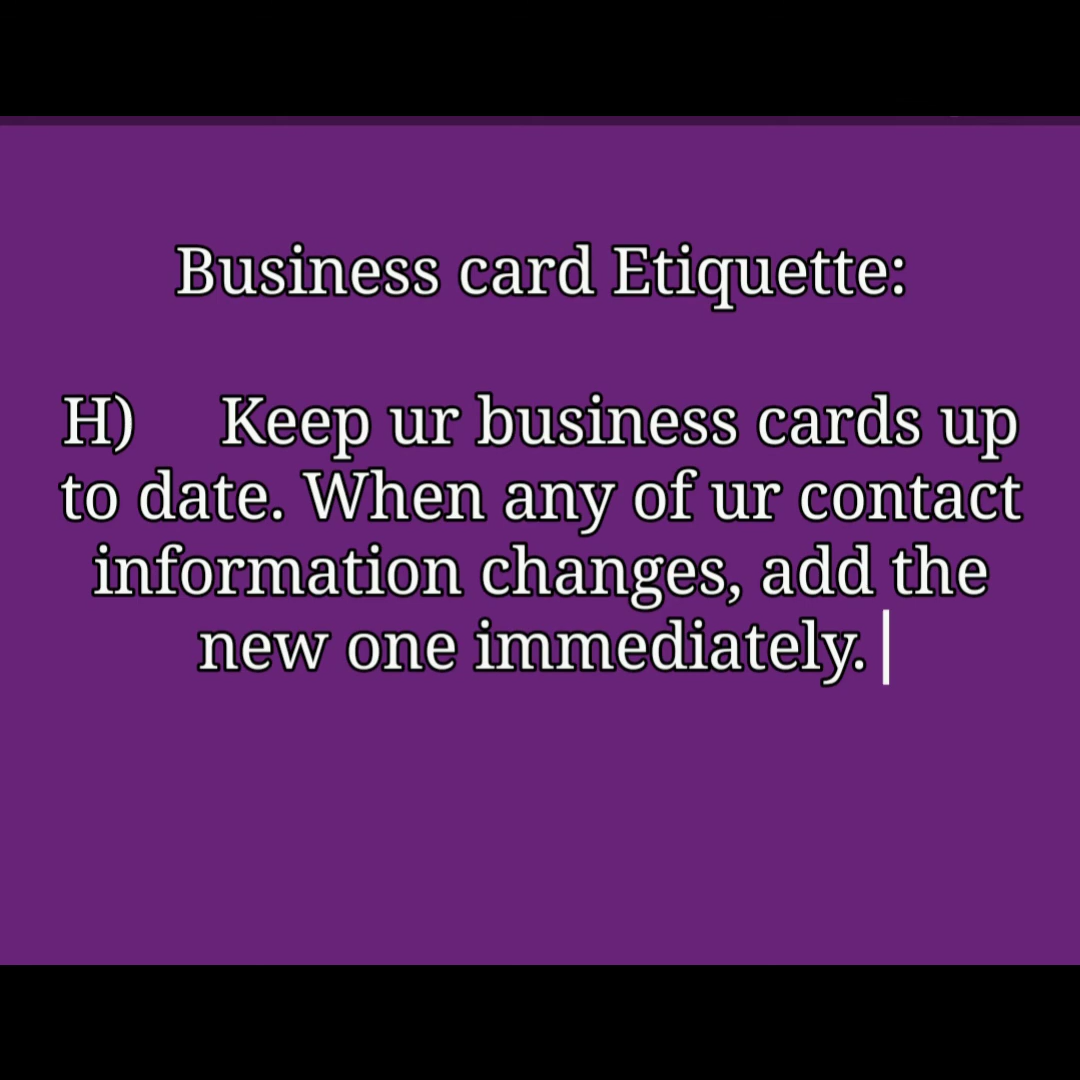 Business card Etiquette:
H) Keep ur business cards up
to date. When any of ur contact
information changes, add the
new one immediately.